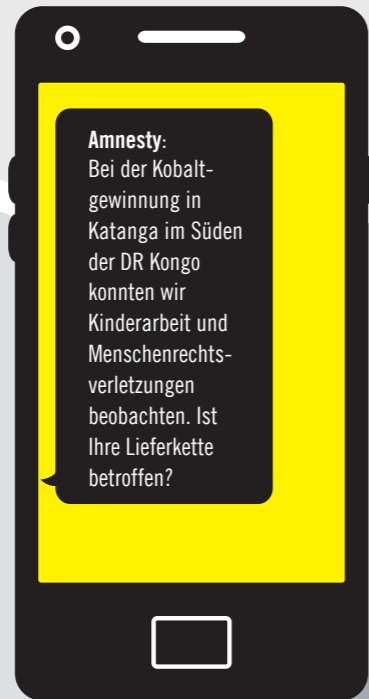 Amnesty:
Bei der Kobalt-
gewinnung in
Katanga im Süden
der DR Kongo
konnten wir
Kinderarbeit und
Menschenrechts-
verletzungen
beobachten. Ist
Ihre Lieferkette
betroffen?